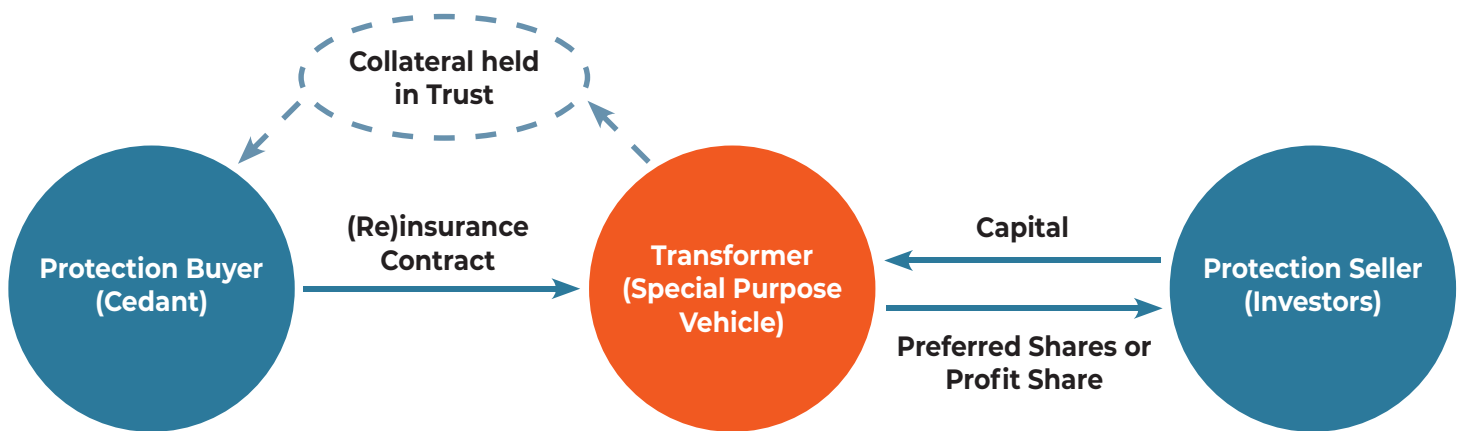 Collateral held
in Trust
Protection Buyer
(Cedant)
(Re)insurance
Contract
Transformer
(Special Purpose
Vehicle)
Capital
Preferred Shares or
Profit Share
Protection Seller
(Investors)